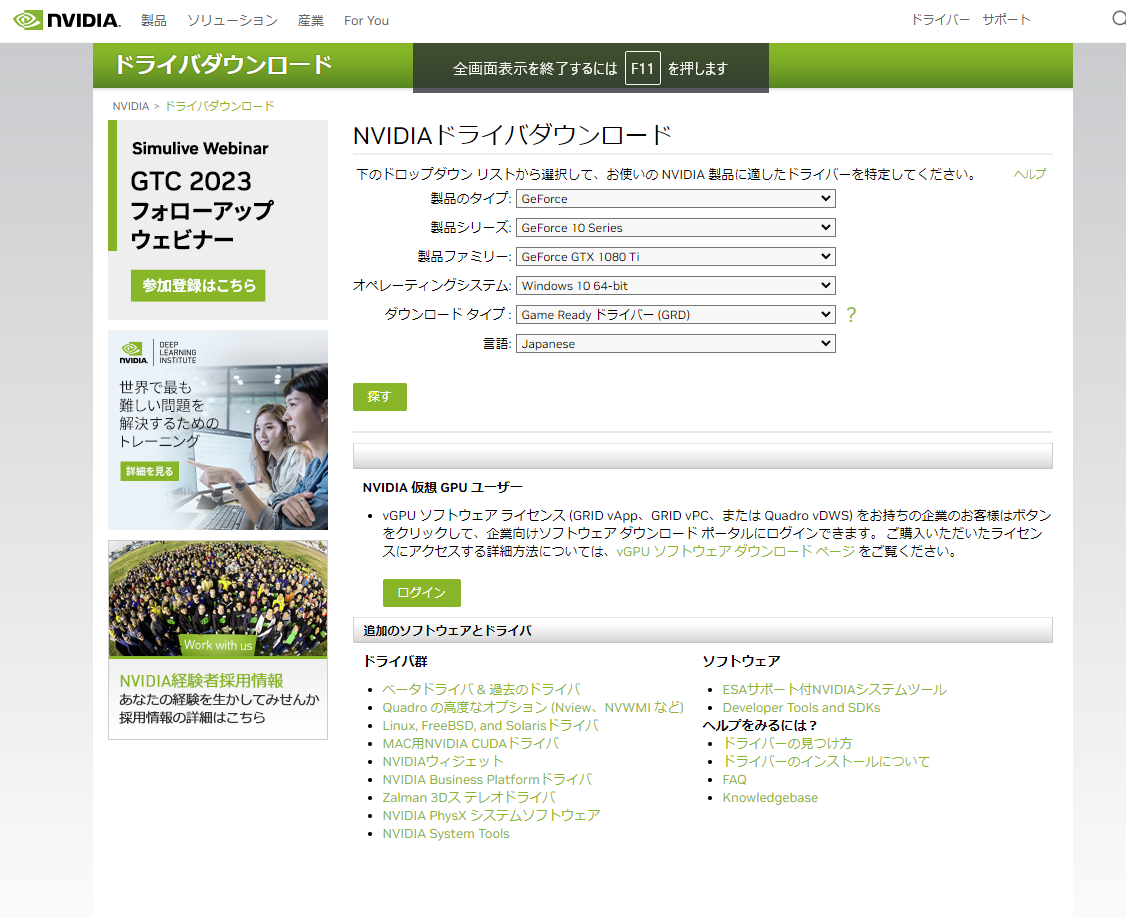 NVIDIA.
製品 ソリューション 産業 For You
ドライバー サポート
ドライバダウンロード
全画面表示を終了するには F11 を押します
NVIDIA > ドライバダウンロード
Simulive Webinar
GTC 2023
フォローアップ
ウェビナー
参加登録はこちら
NVIDIA.
DEEP
LEARNING
INSTITUTE
世界で最も
難しい問題を
解決するための
トレーニング
詳細を見る
Work with us
NVIDIA経験者採用情報
あなたの経験を生かしてみせんか
採用情報の詳細はこちら
NVIDIAドライバダウンロード
下のドロップダウン リストから選択して、お使いの NVIDIA 製品に適したドライバーを特定してください。 ヘルプ
製品のタイプ: GeForce
製品シリーズ: GeForce 10 Series
製品ファミリー: GeForce GTX 1080 Ti
オペレーティングシステム: Windows 10 64-bit
ダウンロード タイプ : Game Ready ドライバー (GRD) ?
言語: Japanese
探す
NVIDIA 仮想 GPU ユーザー
vGPU ソフトウェア ライセンス (GRID vApp、GRID vPC、または Quadro vDWS) をお持ちの企業のお客様はボタン
をクリックして、企業向けソフトウェア ダウンロード ポータルにログインできます。 ご購入いただいたライセン
スにアクセスする詳細方法については、vGPU ソフトウェア ダウンロード ページ をご覧ください。
ログイン
追加のソフトウェアとドライバ
ドライバ群
ベータドライバ & 過去のドライバ
Quadro の高度なオプション (Nview、NVWMI など)
Linux, FreeBSD, and Solarisドライバ
MAC用NVIDIA CUDAドライバ
NVIDIAウィジェット
NVIDIA Business Platformドライバ
Zalman 3Dス テレオドライバ
NVIDIA PhysX システムソフトウェア
NVIDIA System Tools
ソフトウェア
ESAサポート付NVIDIAシステムツール
Developer Tools and SDKs
ヘルプをみるには？
ドライバーの見つけ方
ドライバーのインストールについて
FAQ
Knowledgebase